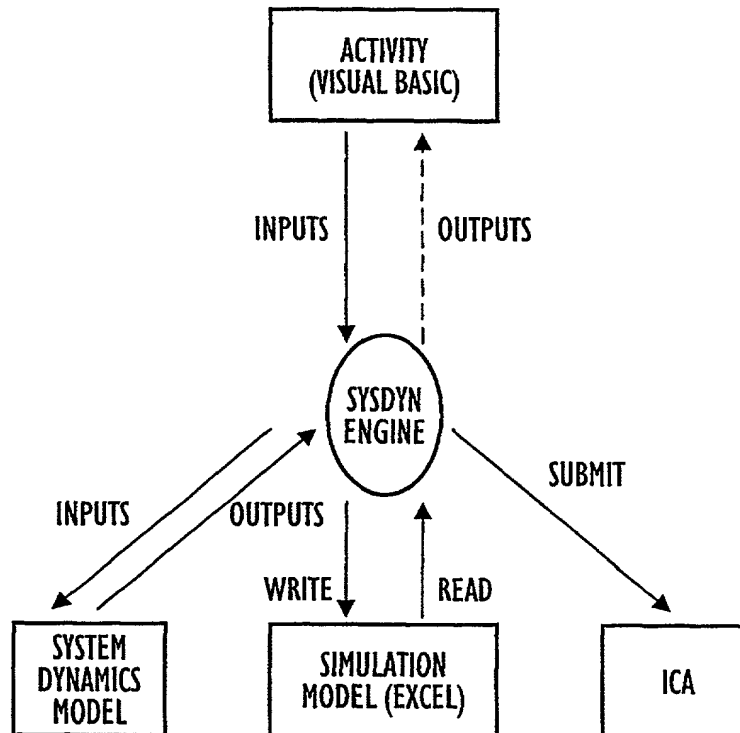 ACTIVITY
(VISUAL BASIC)
INPUTS
OUTPUTS
SYSDYN
ENGINE
SUBMIT
INPUTS
OUTPUTS
WRITE
READ
SYSTEM
DYNAMICS
MODEL
SIMULATION
MODEL (EXCEL)
ICA